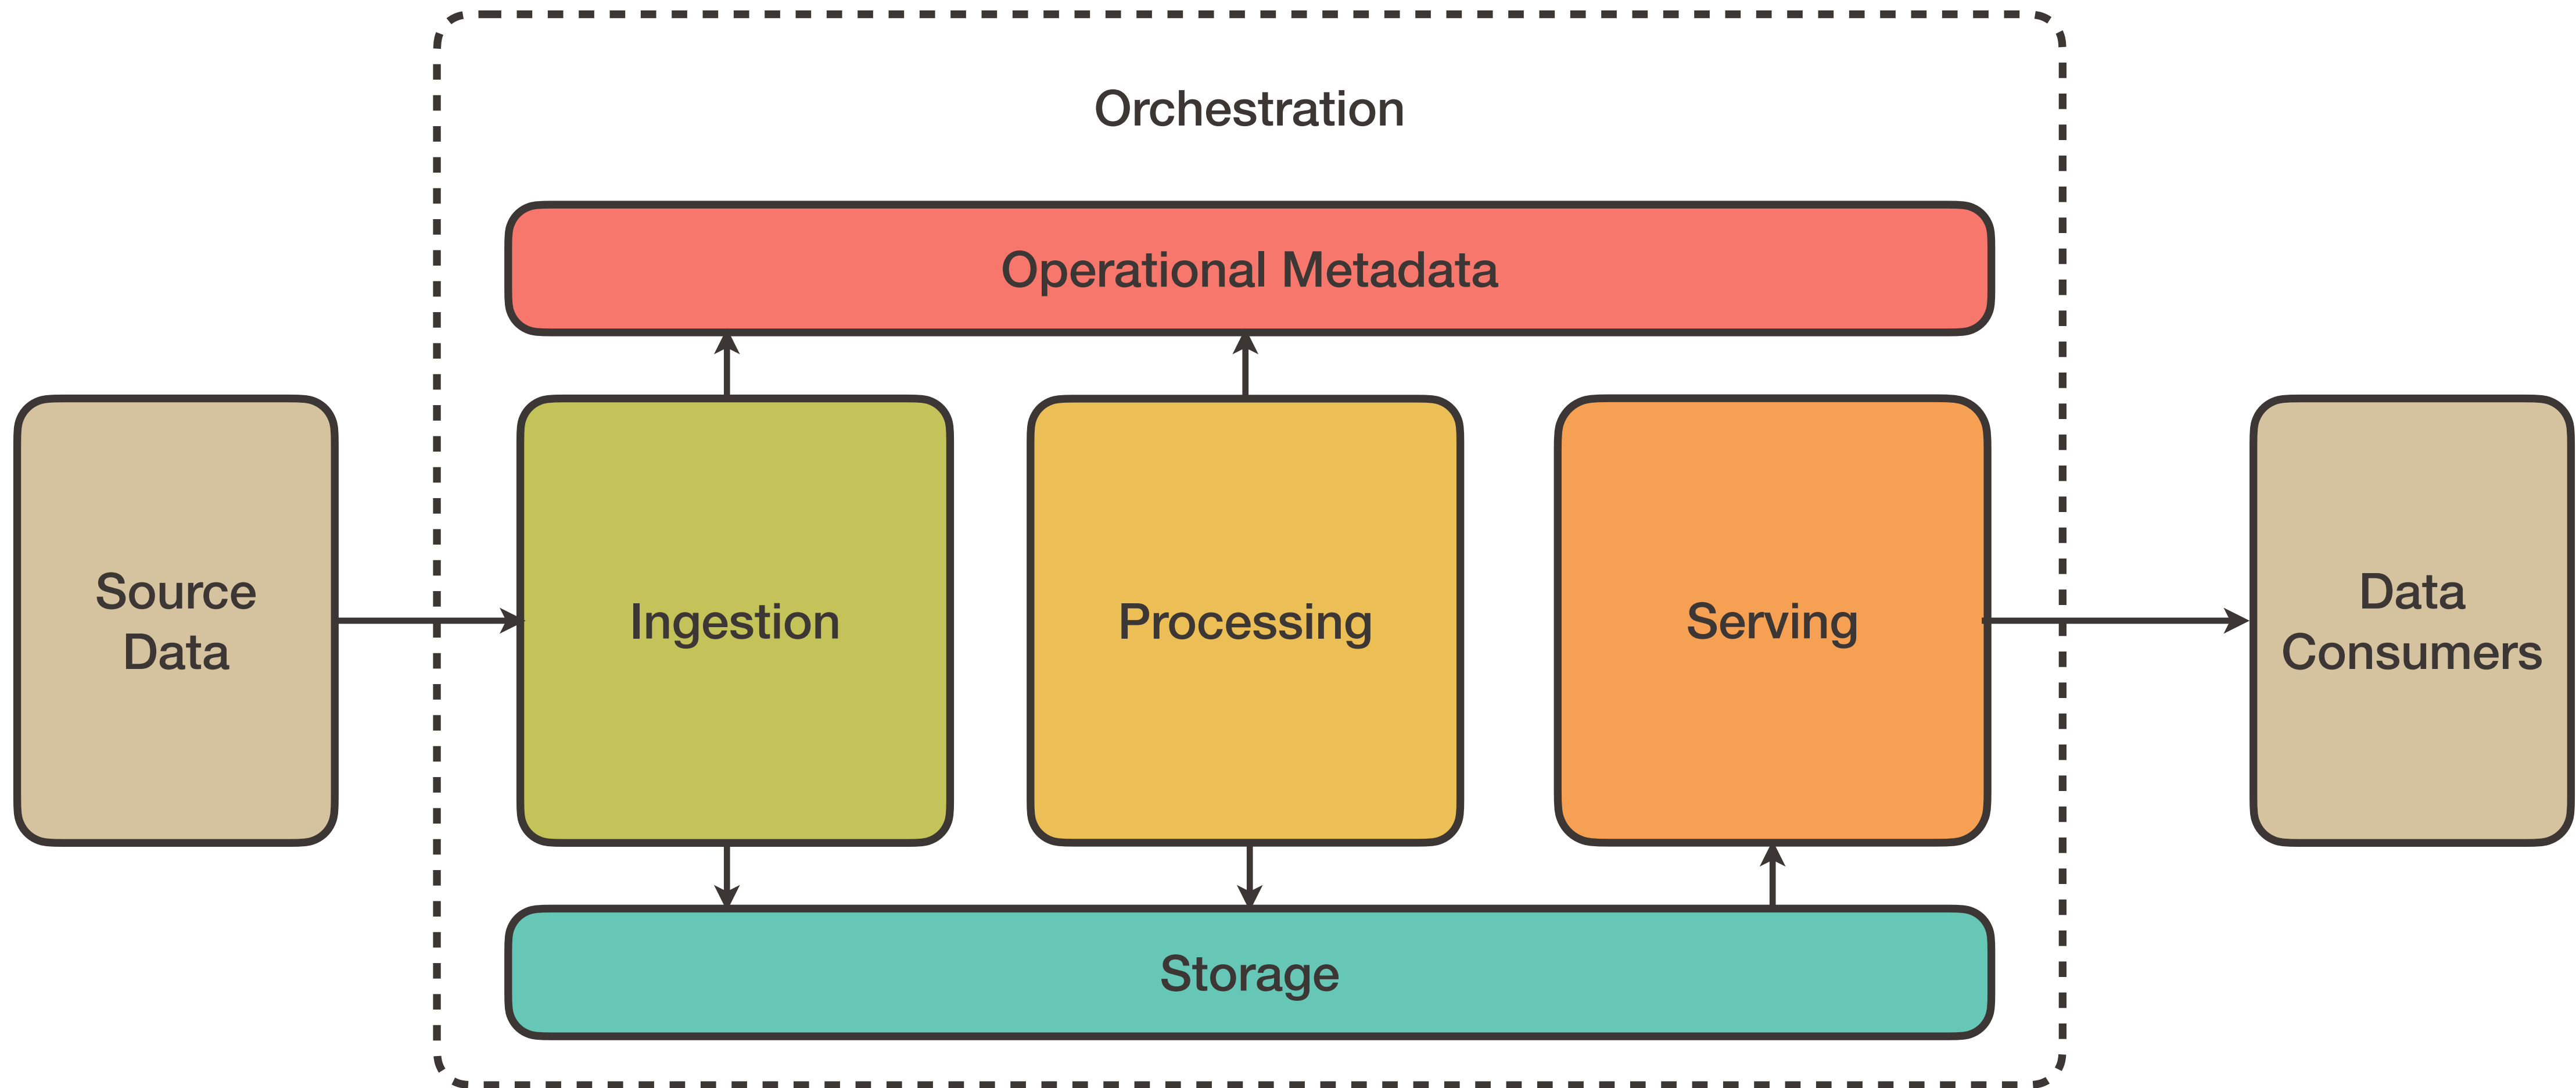 Orchestration
Operational Metadata
Source
Data
Ingestion
Processing
Serving
Data
Consumers
Storage